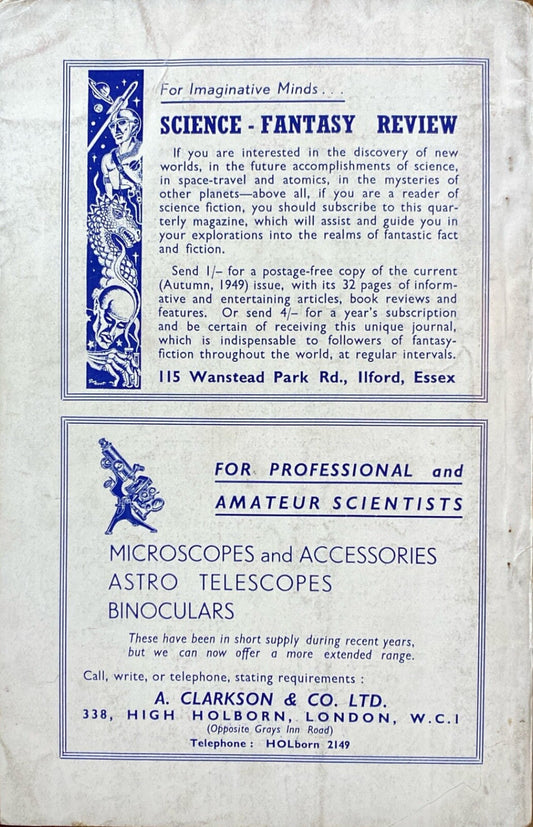 For Imaginative Minds . . .
SCIENCE - FANTASY REVIEW
If you are interested in the discovery of new
worlds, in the future accomplishments of science,
in space-travel and atomics, in the mysteries of
other planets—above all, if you are a reader of
science fiction, you should subscribe to this quar-
terly magazine, which will assist and guide you in
your explorations into the realms of fantastic fact
and fiction.
Send 1/– for a postage-free copy of the current
(Autumn, 1949) issue, with its 32 pages of inform-
ative and entertaining articles, book reviews and
features. Or send 4/– for a year's subscription
and be certain of receiving this unique journal,
which is indispensable to followers of fantasy-
fiction throughout the world, at regular intervals.
115 Wanstead Park Rd., Ilford, Essex
FOR PROFESSIONAL and
AMATEUR SCIENTISTS
MICROSCOPES and ACCESSORIES
ASTRO TELESCOPES
BINOCULARS
These have been in short supply during recent years,
but we can now offer a more extended range.
Call, write, or telephone, stating requirements :
A. CLARKSON & CO. LTD.
338, HIGH HOLBORN, LONDON, W.C.1
(Opposite Grays Inn Road)
Telephone : HOLborn 2149